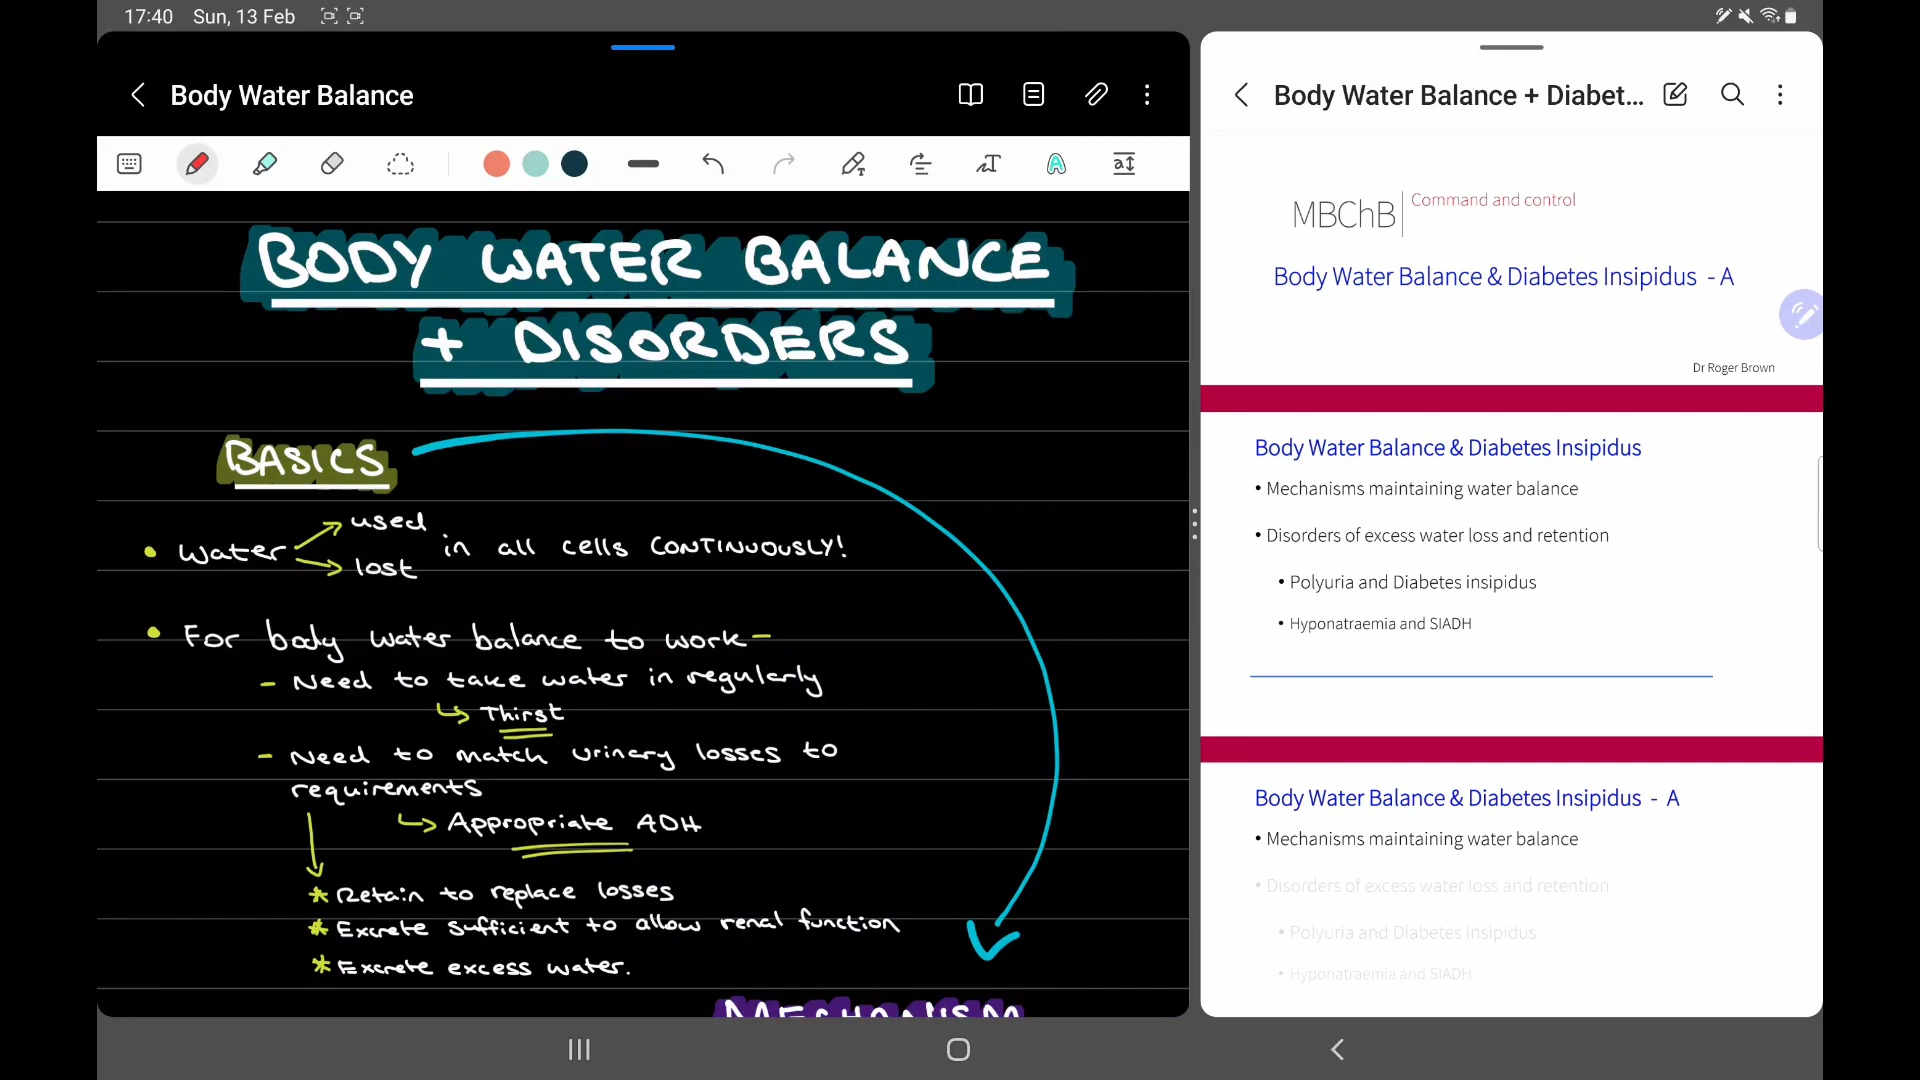 17:40 Sun, 13 Feb
Body Water Balance
BODY WATER BALANCE
+ DISORDERS
BASICS
• Water used
lost
in all cells CONTINUOUSLY!
• For body water balance to work -
- Need to take water in regularly
Thirst
- Need to match urinary losses to
requirements
Appropriate ADH
* Retain to replace losses
* Excrete sufficient to allow renal function
* Excrete excess water.
MECHANISM
Body Water Balance + Diabet...
MBChB Command and control
Body Water Balance & Diabetes Insipidus - A
Dr Roger Brown
Body Water Balance & Diabetes Insipidus
• Mechanisms maintaining water balance
• Disorders of excess water loss and retention
• Polyuria and Diabetes insipidus
• Hyponatraemia and SIADH
Body Water Balance & Diabetes Insipidus - A
• Mechanisms maintaining water balance
• Disorders of excess water loss and retention
• Polyuria and Diabetes insipidus
• Hyponatraemia and SIADH